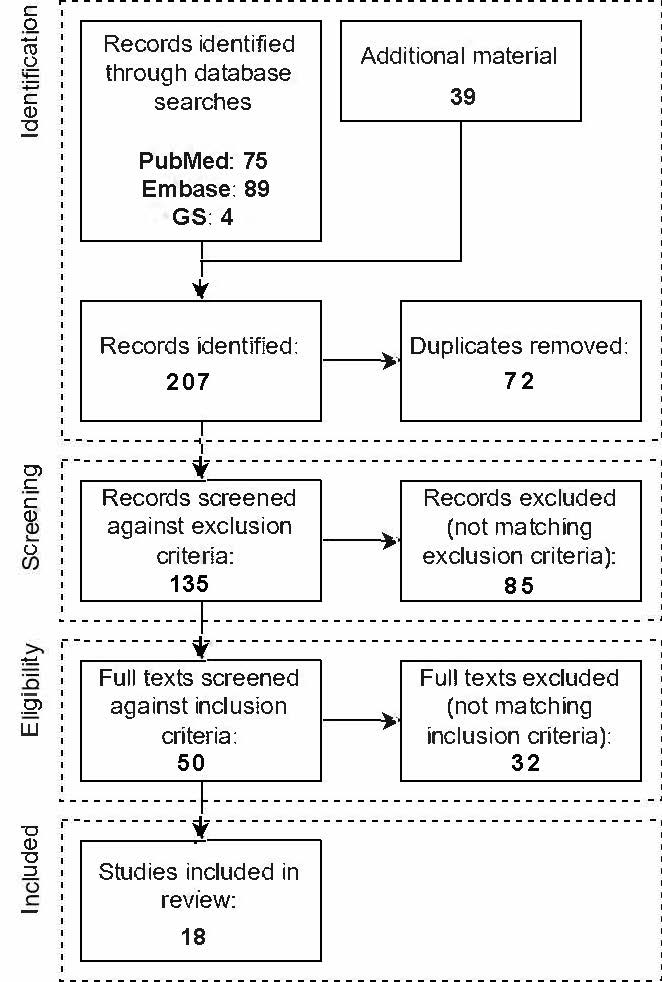 Identification
Records identified
through database
searches
PubMed: 75
Embase: 89
GS: 4
Additional material
39
Records identified:
207
Duplicates removed:
72
Screening
Records screened
against exclusion
criteria:
135
Records excluded
(not matching
exclusion criteria):
85
Eligibility
Full texts screened
against inclusion
criteria:
50
Full texts excluded
(not matching
inclusion criteria):
32
Included
Studies included in
review:
18